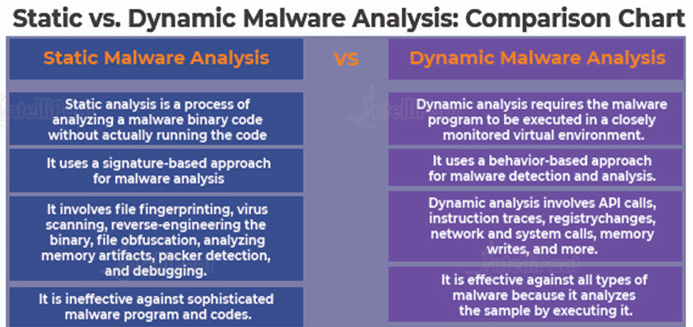 Static vs. Dynamic Malware Analysis: Comparison Chart
Static Malware Analysis
VS
Dynamic Malware Analysis
Static analysis is a process of
analyzing a malware binary code
without actually running the code
Dynamic analysis requires the malware
program to be executed in a closely
monitored virtual environment.
It uses a signature-based approach
for malware analysis
It uses a behavior-based approach
for malware detection and analysis.
It involves file fingerprinting, virus
scanning, reverse-engineering the
binary, file obfuscation, analyzing
memory artifacts, packer detection,
and debugging.
Dynamic analysis involves API calls,
instruction traces, registrychanges,
network and system calls, memory
writes, and more.
It is ineffective against sophisticated
malware program and codes.
It is effective against all types of
malware because it analyzes
the sample by executing it.